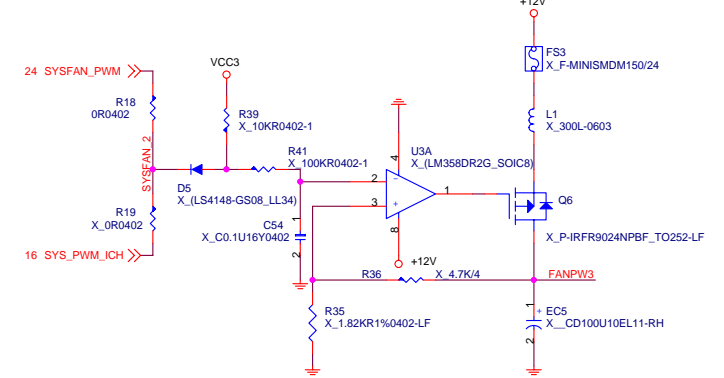 +12V
FS3
X_F-MINISMDM150/24
24 SYSFAN_PWM
VCC3
R18
0R0402
R39
X_10KR0402-1
L1
X_300L-0603
SYSFAN_2
R41
X_100KR0402-1
U3A
X_(LM358DR2G_SOIC8)
4
2
-
1
3
+
8
D5
X_(LS4148-GS08_LL34)
Q6
X_P-IRFR9024NPBF_TO252-LF
R19
X_0R0402
C54
X_C0.1U16Y0402
1
2
16 SYS_PWM_ICH
+12V
R36
X_4.7K/4
FANPW3
R35
X_1.82KR1%0402-LF
1
+
EC5
X__CD100U10EL11-RH
2